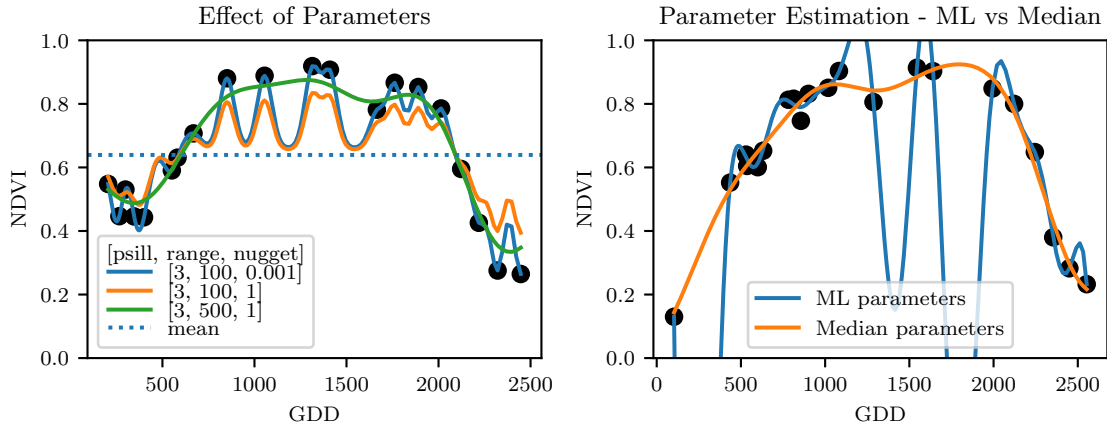 Effect of Parameters
1.0
0.8
0.6
0.4
0.2
0.0
NDVI
[psill, range, nugget]
[3, 100, 0.001]
[3, 100, 1]
[3, 500, 1]
mean
500
1000
1500
2000
2500
GDD
Parameter Estimation - ML vs Median
1.0
0.8
0.6
0.4
0.2
0.0
NDVI
ML parameters
Median parameters
0
500
1000
1500
2000
2500
GDD